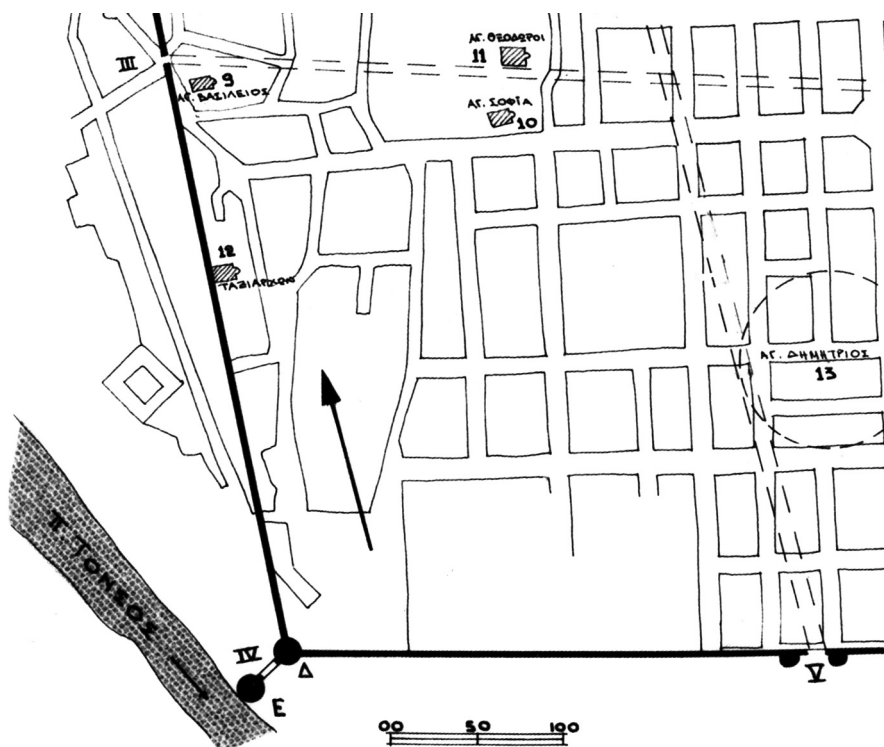 ΑΓ. ΘΕΟΔΩΡΟΙ
11
III
9
ΑΓ. ΒΑΣΙΛΕΙΟΣ
ΑΓ. ΣΟΦΙΑ
10
12
ΤΑΞΙΑΡΧΩΝ
ΑΓ. ΔΗΜΗΤΡΙΟΣ
13
Π. ΤΟΝΣΟΣ
IV
Δ
V
E
00 50 100